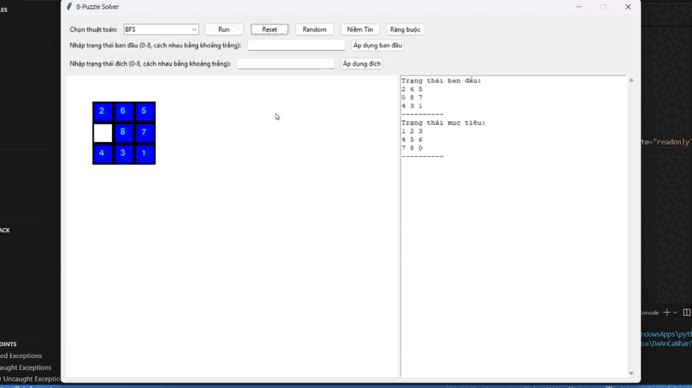 LES
8-Puzzle Solver
Chọn thuật toán: BFS Run Reset Random Niềm Tin Ràng buộc
Nhập trạng thái ban đầu (0-8, cách nhau bằng khoảng trắng): Áp dụng ban đầu
Nhập trạng thái đích (0-8, cách nhau bằng khoảng trắng): Áp dụng đích
2 6 5
8 7
4 3 1
Trạng thái ban đầu:
2 6 5
0 8 7
4 3 1
----------
Trạng thái mục tiêu:
1 2 3
4 5 6
7 8 0
----------
te="readonly"
ACK
onsole
ndowsApps\pyth
oa\DoAnCaNhan\
POINTS
ed Exceptions
aught Exceptions
r Uncaught Exceptions